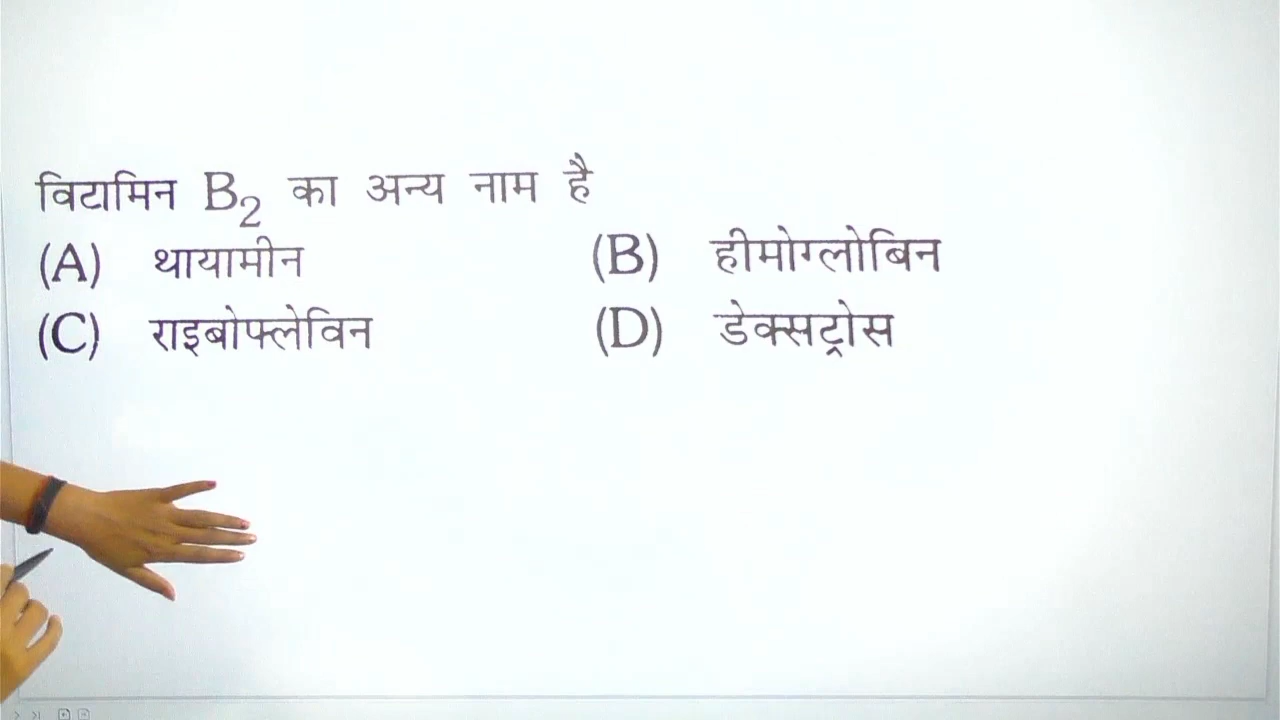 विटामिन B₂ का अन्य नाम है
(A) थायामीन (B) हीमोग्लोबिन
(C) राइबोफ्लेविन (D) डेक्सट्रोस